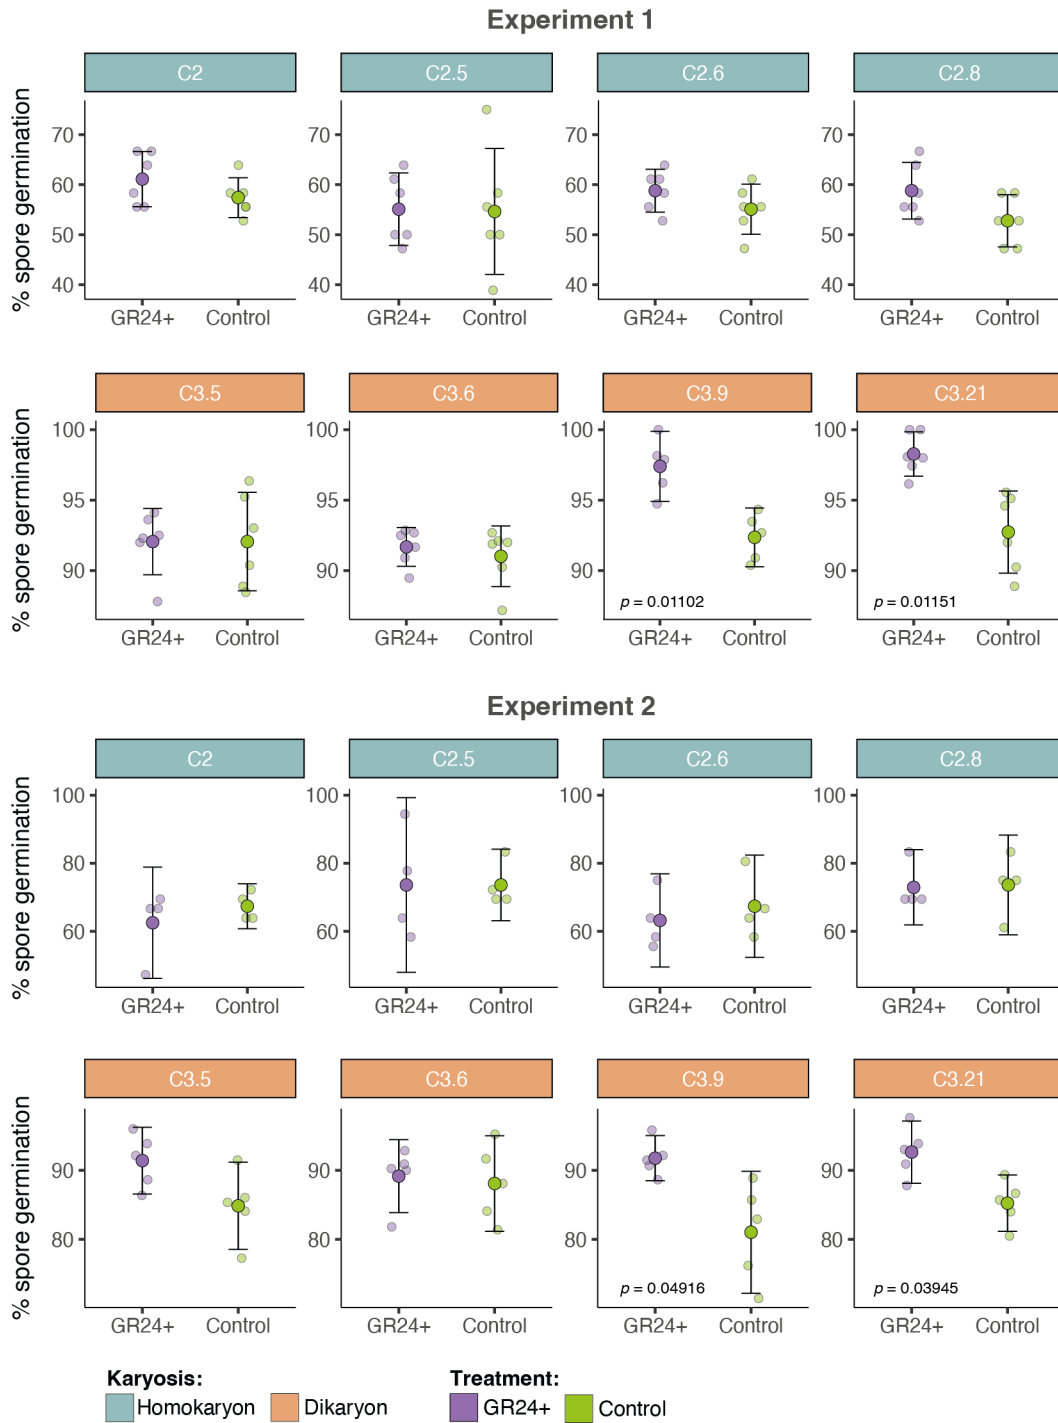 Experiment 1
C2 C2.5 C2.6 C2.8
% spore germination
70 60 50 40
70 60 50 40
70 60 50 40
70 60 50 40
GR24+ Control GR24+ Control GR24+ Control GR24+ Control
C3.5 C3.6 C3.9 C3.21
% spore germination
100 95 90
100 95 90
100 95 90
100 95 90
p = 0.01102 p = 0.01151
GR24+ Control GR24+ Control GR24+ Control GR24+ Control
Experiment 2
C2 C2.5 C2.6 C2.8
% spore germination
100 80 60
100 80 60
100 80 60
100 80 60
GR24+ Control GR24+ Control GR24+ Control GR24+ Control
C3.5 C3.6 C3.9 C3.21
% spore germination
90 80
90 80
90 80
90 80
p = 0.04916 p = 0.03945
GR24+ Control GR24+ Control GR24+ Control GR24+ Control
Karyosis: Treatment:
Homokaryon Dikaryon GR24+ Control